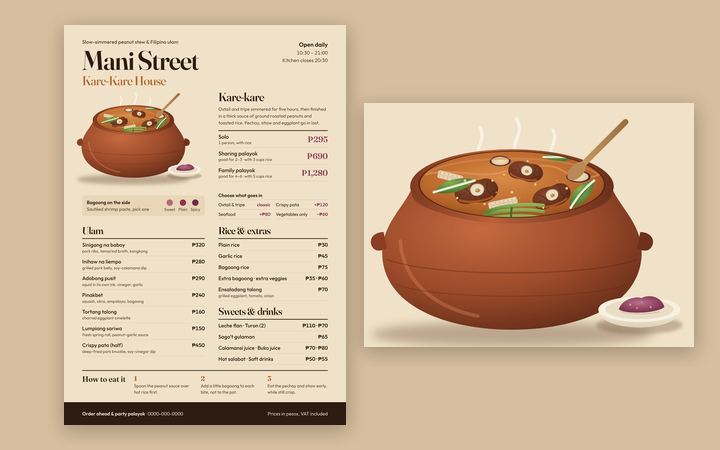 Slow-simmered peanut stew & Filipino ulam
Mani Street
Kare-Kare House
Open daily
10:30 – 21:00
Kitchen closes 20:30
Kare-kare
Oxtail and tripe simmered for five hours, then finished
in a thick sauce of ground roasted peanuts and
toasted rice. Pechay, sitaw and eggplant go in last.
Solo ₱295
1 person, with rice
Sharing palayok ₱690
good for 2–3 with 3 cups rice
Family palayok ₱1,280
good for 4–6 with 5 cups rice
Bagoong on the side
Sautéed shrimp paste, pick one
Sweet Plain Spicy
Choose what goes in
Oxtail & tripe classic Crispy pata +₱120
Seafood +₱80 Vegetables only −₱60
Ulam
Sinigang na baboy ₱320
pork ribs, tamarind broth, kangkong
Inihaw na liempo ₱280
grilled pork belly, soy-calamansi dip
Adobong pusit ₱290
squid in its own ink, vinegar, garlic
Pinakbet ₱240
squash, okra, ampalaya, bagoong
Tortang talong ₱160
charred eggplant omelette
Lumpiang sariwa ₱150
fresh spring roll, peanut-garlic sauce
Crispy pata (half) ₱450
deep-fried pork knuckle, soy-vinegar dip
Rice & extras
Plain rice ₱30
Garlic rice ₱45
Bagoong rice ₱75
Extra bagoong · extra veggies ₱35 · ₱60
Ensaladang talong ₱70
grilled eggplant, tomato, onion
Sweets & drinks
Leche flan · Turon (2) ₱110 · ₱70
Sago't gulaman ₱65
Calamansi juice · Buko juice ₱70 · ₱80
Hot salabat · Soft drinks ₱50 · ₱55
How to eat it
1
Spoon the peanut sauce over
hot rice first.
2
Add a little bagoong to each
bite, not to the pot.
3
Eat the pechay and sitaw early,
while still crisp.
Order ahead & party palayok · 0000-000-0000
Prices in pesos, VAT included